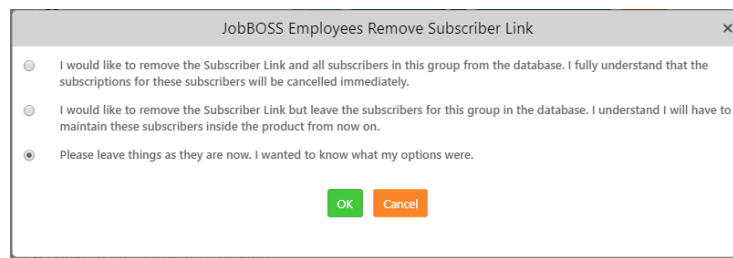 JobBOSS Employees Remove Subscriber Link ×
I would like to remove the Subscriber Link and all subscribers in this group from the database. I fully understand that the
subscriptions for these subscribers will be cancelled immediately.
I would like to remove the Subscriber Link but leave the subscribers for this group in the database. I understand I will have to
maintain these subscribers inside the product from now on.
Please leave things as they are now. I wanted to know what my options were.
OK Cancel